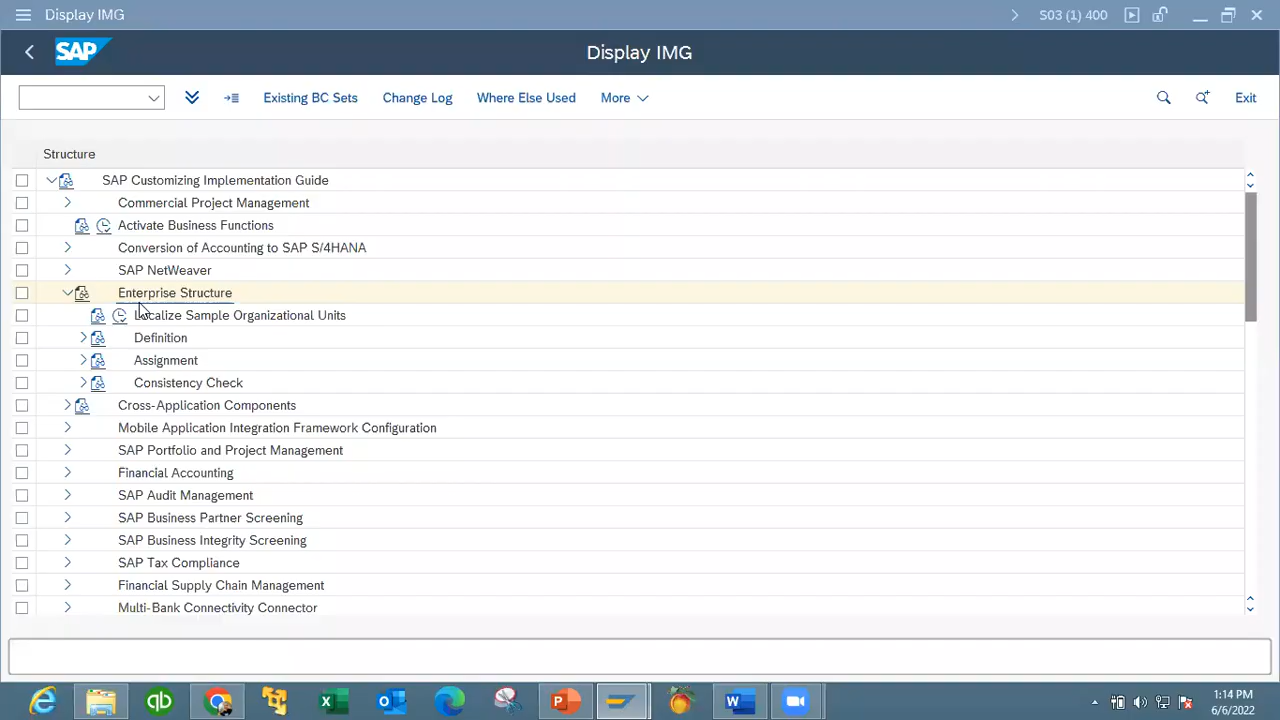 Display IMG
S03 (1) 400
SAP
Display IMG
Existing BC Sets
Change Log
Where Else Used
More
Exit
Structure
SAP Customizing Implementation Guide
Commercial Project Management
Activate Business Functions
Conversion of Accounting to SAP S/4HANA
SAP NetWeaver
Enterprise Structure
Localize Sample Organizational Units
Definition
Assignment
Consistency Check
Cross-Application Components
Mobile Application Integration Framework Configuration
SAP Portfolio and Project Management
Financial Accounting
SAP Audit Management
SAP Business Partner Screening
SAP Business Integrity Screening
SAP Tax Compliance
Financial Supply Chain Management
Multi-Bank Connectivity Connector
1:14 PM
6/6/2022